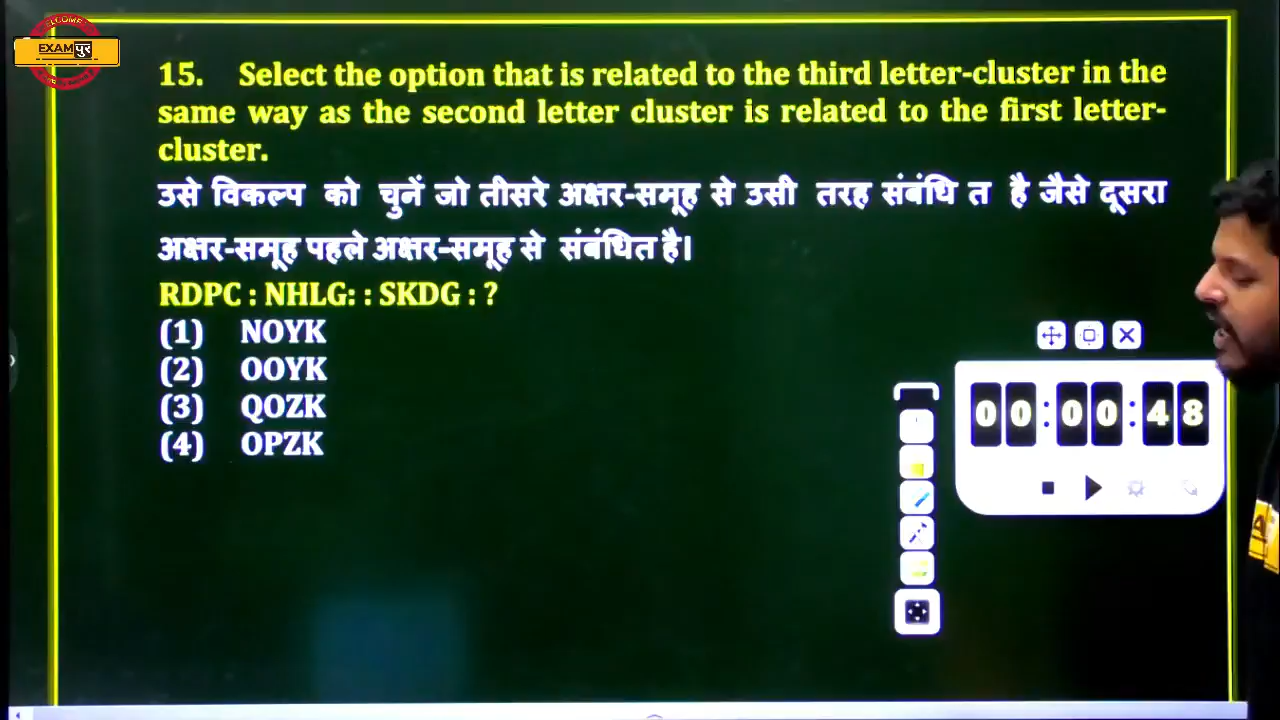 WELCOME
EXAMपुर
15. Select the option that is related to the third letter-cluster in the
same way as the second letter cluster is related to the first letter-
cluster.
उसे विकल्प को चुनें जो तीसरे अक्षर-समूह से उसी तरह संबंधि त है जैसे दूसरा
अक्षर-समूह पहले अक्षर-समूह से संबंधित है।
RDPC : NHLG: : SKDG : ?
(1) NOYK
(2) OOYK
(3) QOZK
(4) OPZK
00:00:48